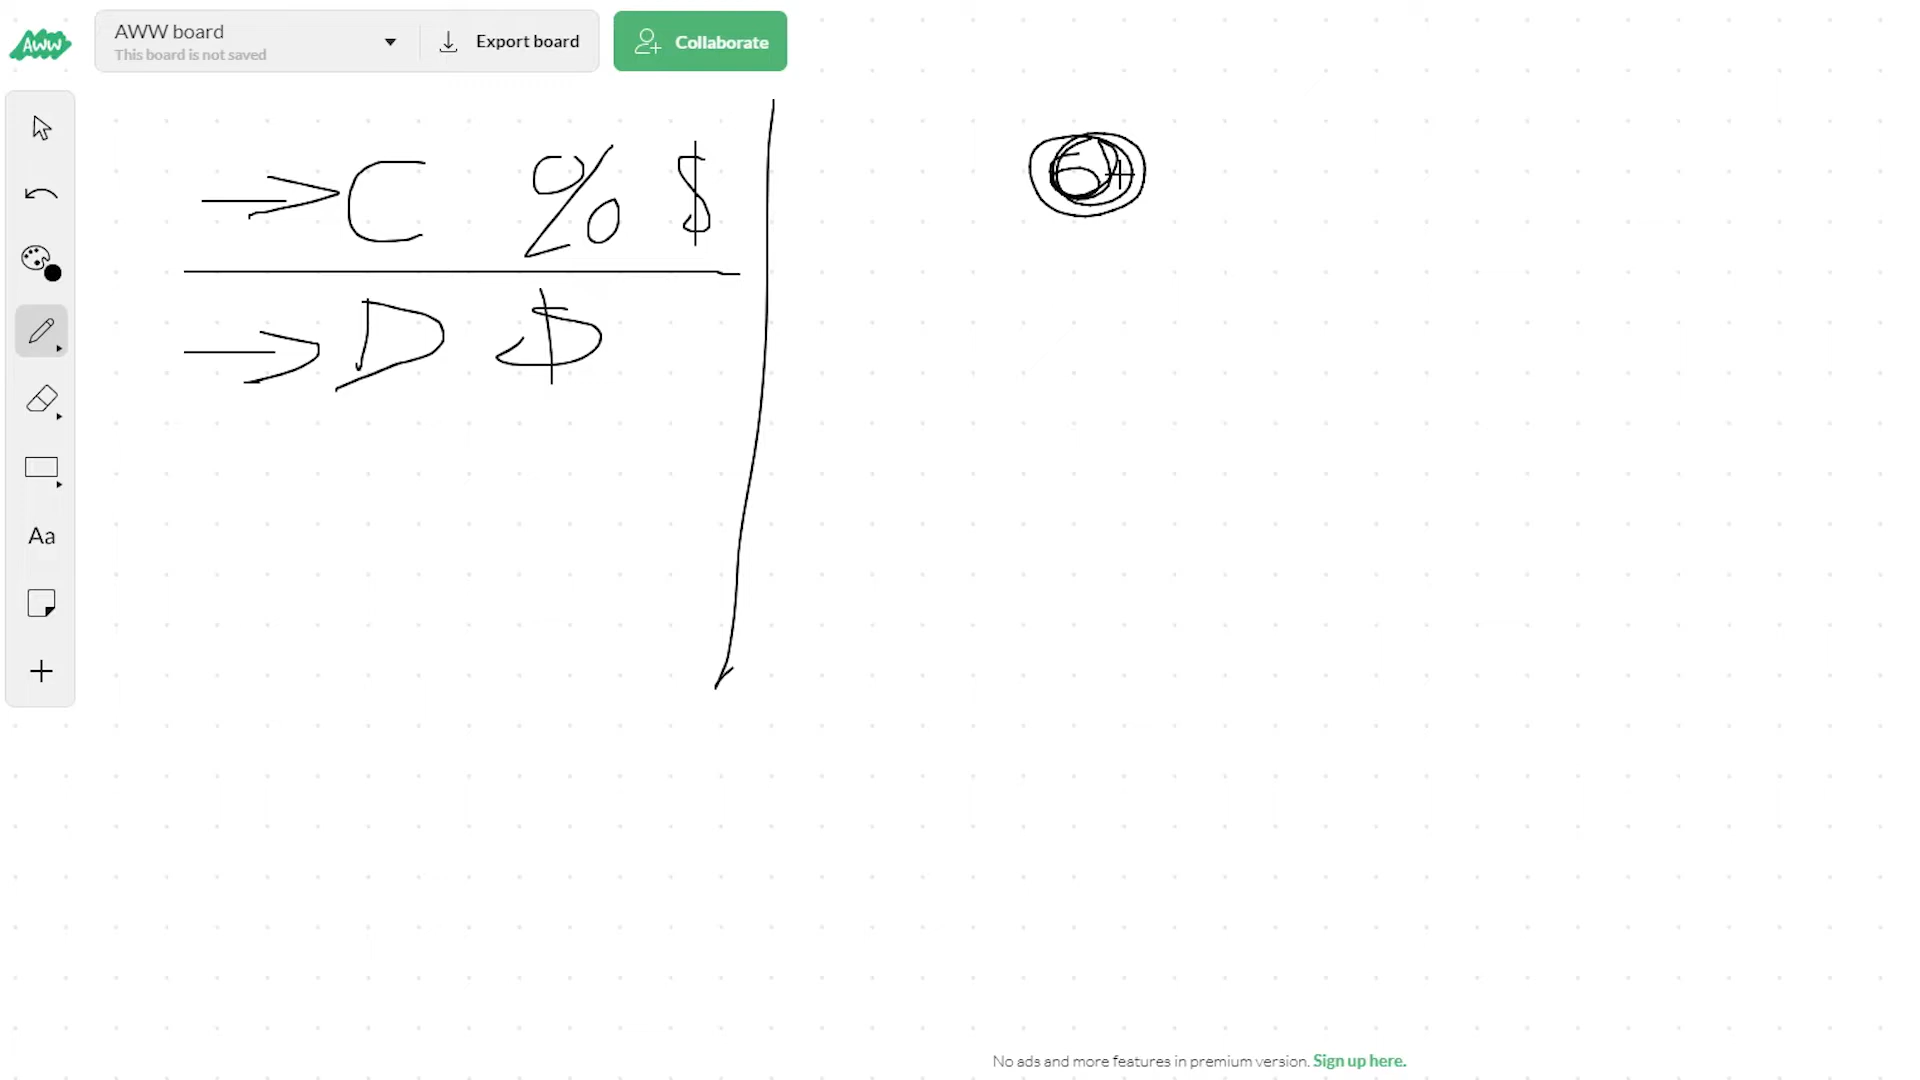 AWW
AWW board
This board is not saved
Export board
Collaborate
C % $
D $
Aa
No ads and more features in premium version. Sign up here.